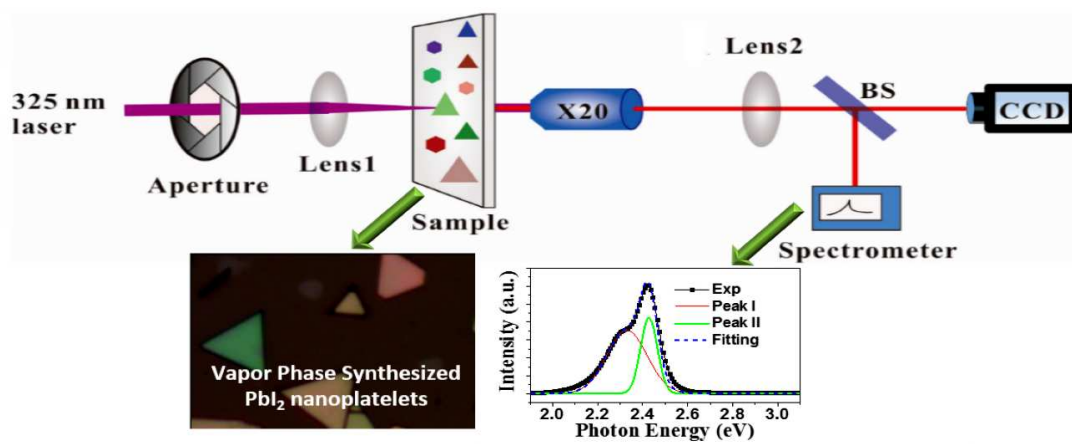 325 nm
laser
Aperture
Lens1
Sample
X20
Lens2
BS
CCD
Spectrometer
Vapor Phase Synthesized
PbI₂ nanoplatelets
Intensity (a.u.)
Exp
Peak I
Peak II
Fitting
2.0 2.2 2.4 2.6 2.8 3.0
Photon Energy (eV)